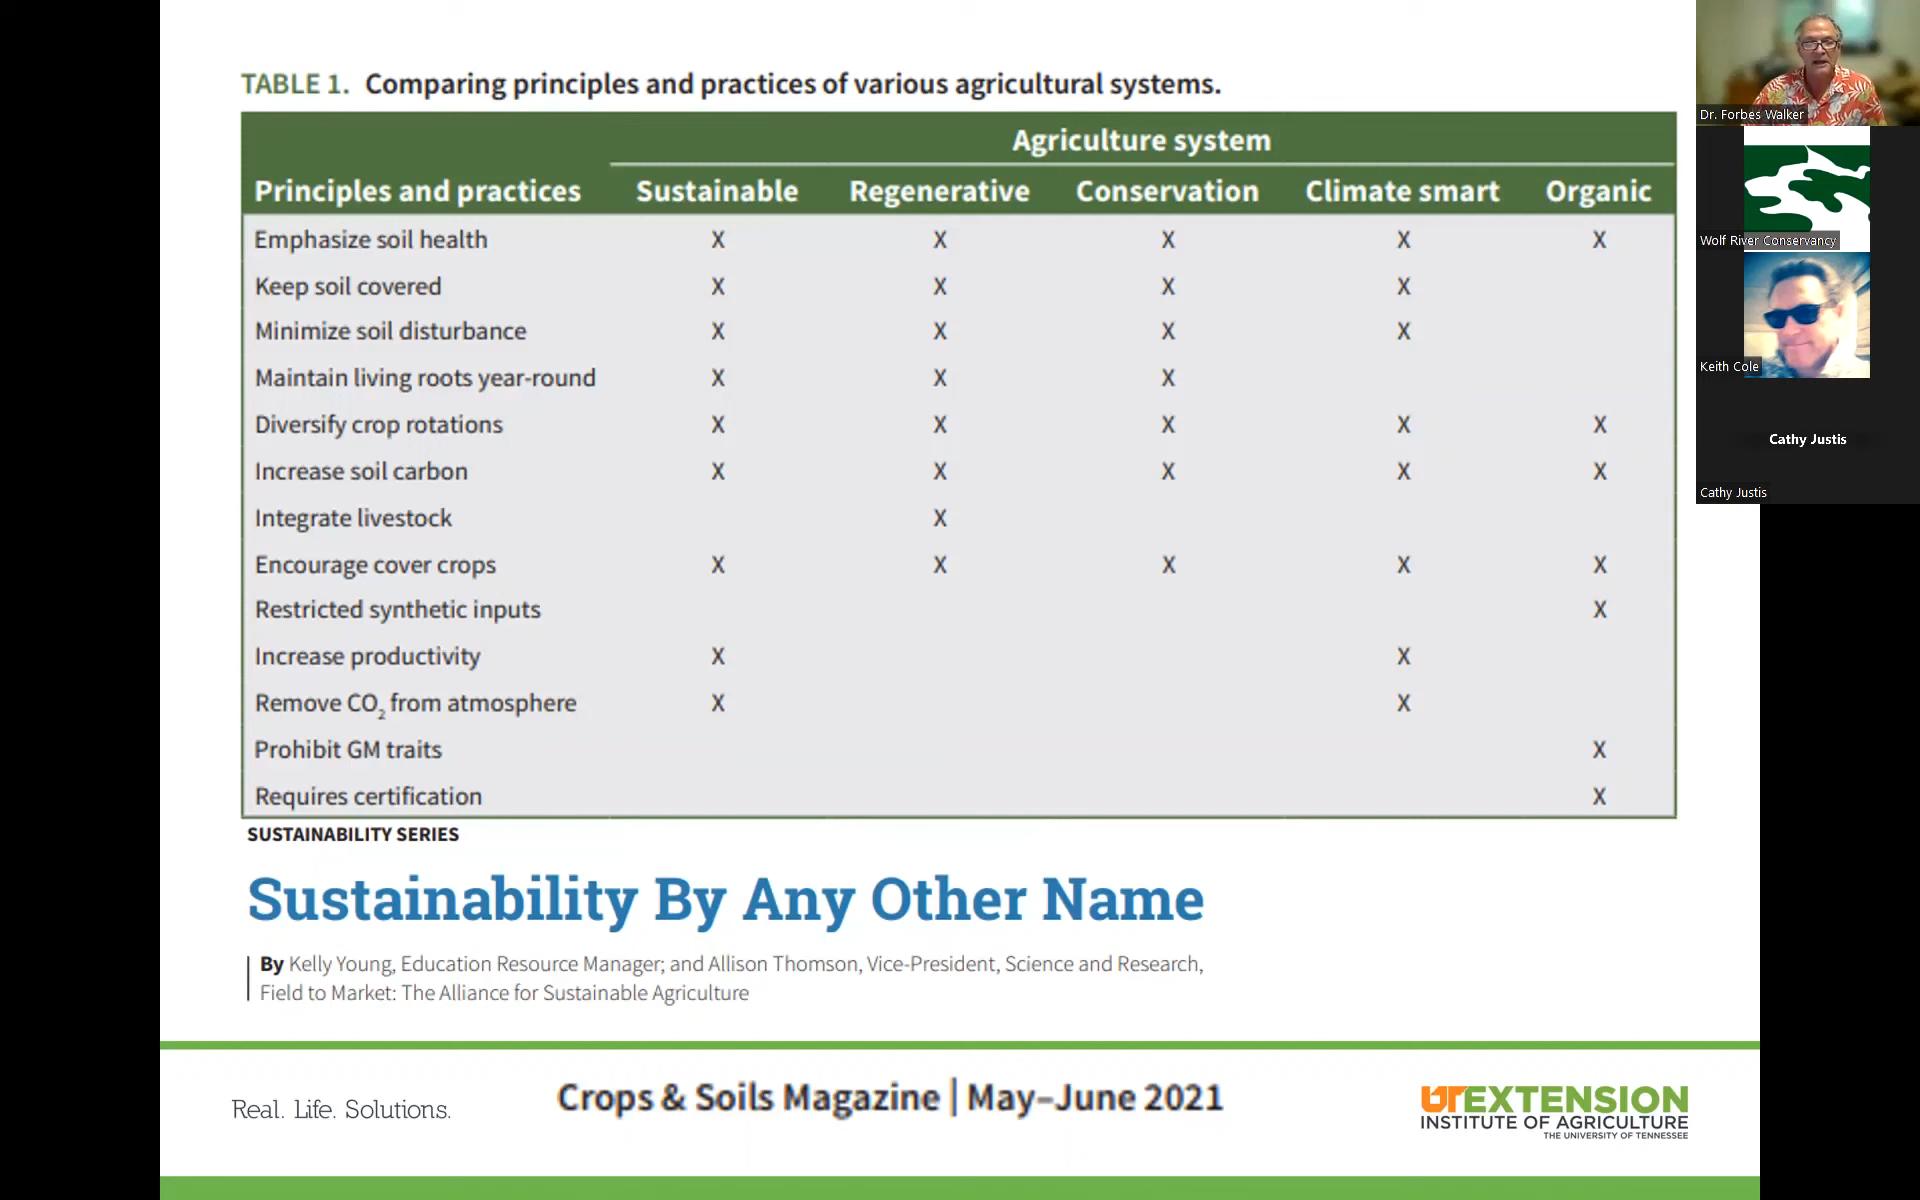 TABLE 1. Comparing principles and practices of various agricultural systems.
Agriculture system
Principles and practices Sustainable Regenerative Conservation Climate smart Organic
Emphasize soil health X X X X X
Keep soil covered X X X X
Minimize soil disturbance X X X X
Maintain living roots year-round X X X
Diversify crop rotations X X X X X
Increase soil carbon X X X X X
Integrate livestock X
Encourage cover crops X X X X X
Restricted synthetic inputs X
Increase productivity X X
Remove CO₂ from atmosphere X X
Prohibit GM traits X
Requires certification X
SUSTAINABILITY SERIES
Sustainability By Any Other Name
By Kelly Young, Education Resource Manager; and Allison Thomson, Vice-President, Science and Research,
Field to Market: The Alliance for Sustainable Agriculture
Real. Life. Solutions.
Crops & Soils Magazine | May–June 2021
UT EXTENSION
INSTITUTE OF AGRICULTURE
THE UNIVERSITY OF TENNESSEE
Dr. Forbes Walker
Wolf River Conservancy
Keith Cole
Cathy Justis
Cathy Justis